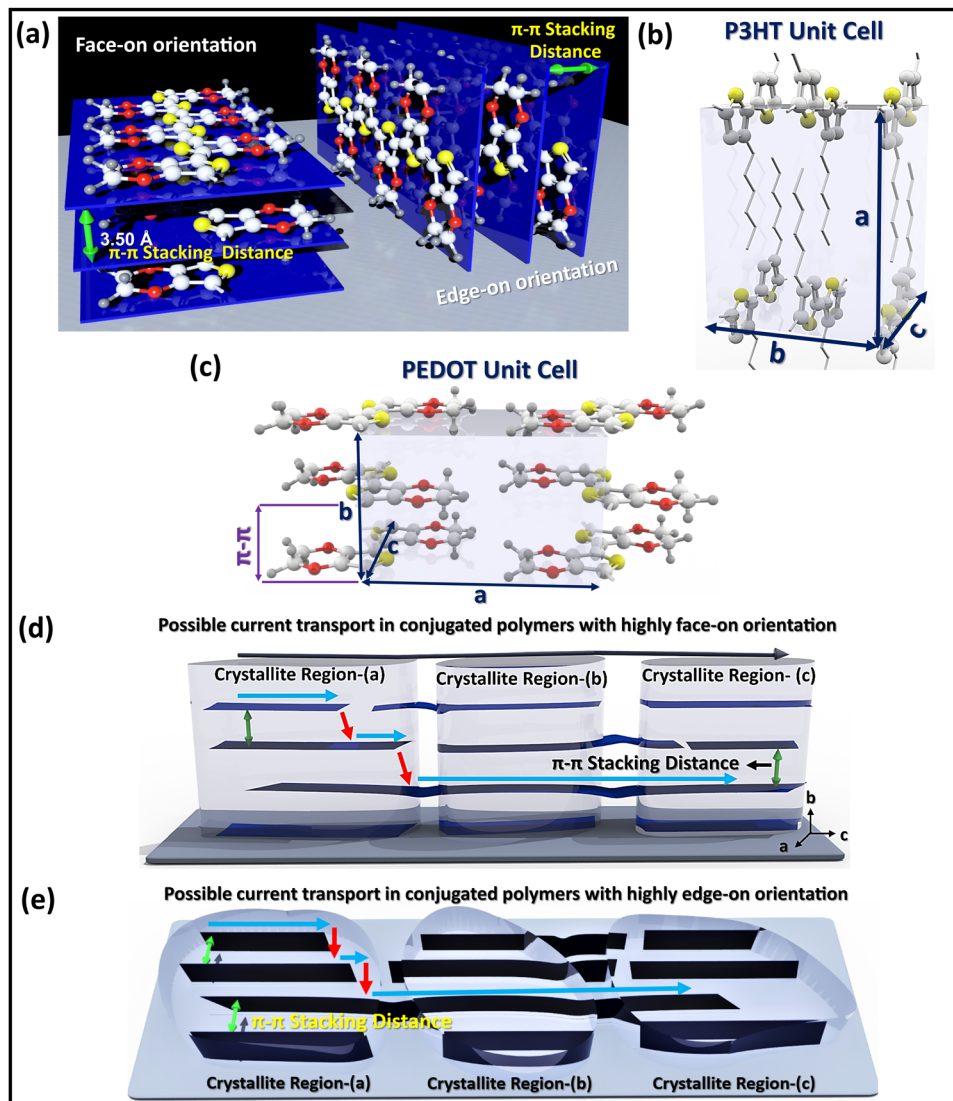 (a)
Face-on orientation
π-π Stacking
Distance
3.50 Å
π-π Stacking Distance
Edge-on orientation
(b)
P3HT Unit Cell
a
b
c
(c)
PEDOT Unit Cell
b
π-π
c
a
(d)
Possible current transport in conjugated polymers with highly face-on orientation
Crystallite Region-(a)
Crystallite Region-(b)
Crystallite Region- (c)
π-π Stacking
Distance
b
c
a
(e)
Possible current transport in conjugated polymers with highly edge-on orientation
π-π Stacking Distance
Crystallite Region-(a)
Crystallite Region-(b)
Crystallite Region-(c)